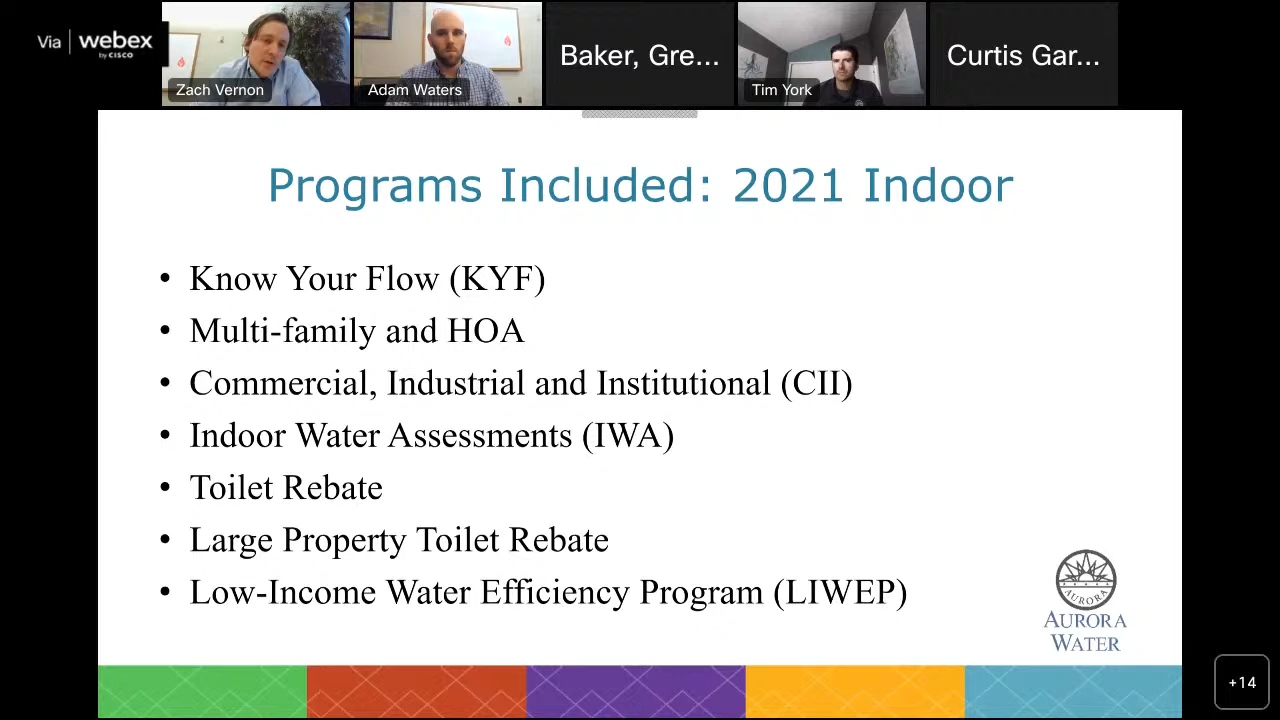 Via | webex
by CISCO
Zach Vernon
Adam Waters
Baker, Gre...
Tim York
Curtis Gar...
Programs Included: 2021 Indoor
• Know Your Flow (KYF)
• Multi-family and HOA
• Commercial, Industrial and Institutional (CII)
• Indoor Water Assessments (IWA)
• Toilet Rebate
• Large Property Toilet Rebate
• Low-Income Water Efficiency Program (LIWEP)
AURORA
AURORA
WATER
+14